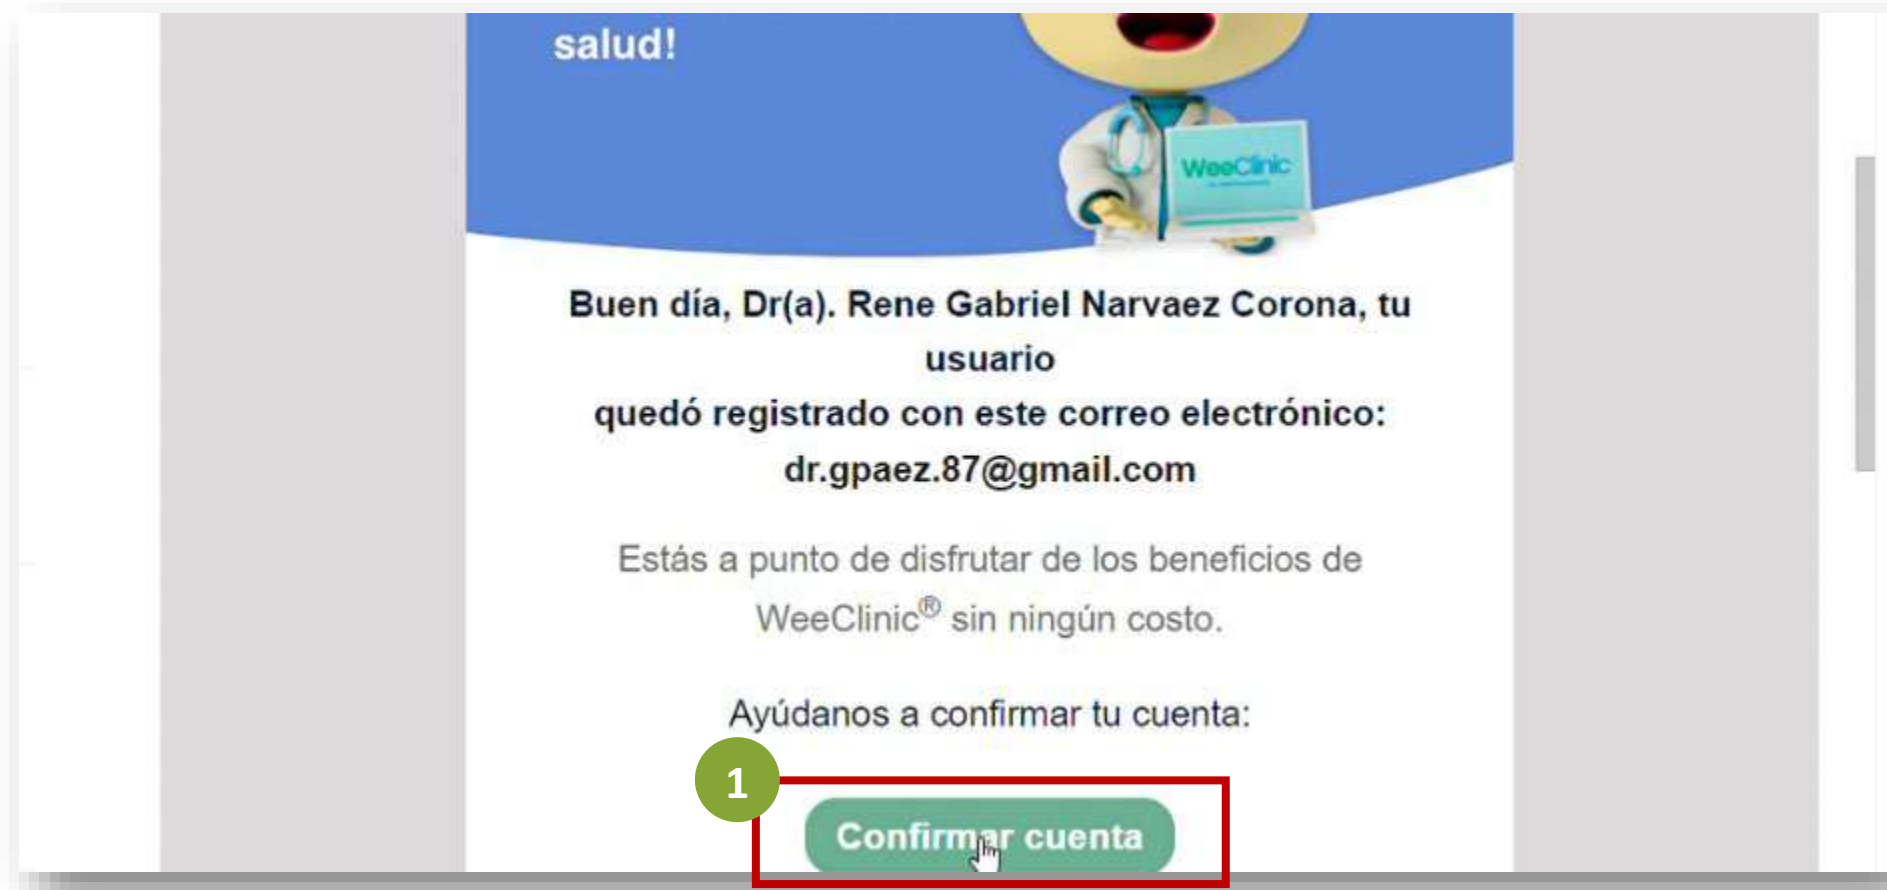 salud!
WeeClinic
Buen día, Dr(a). Rene Gabriel Narvaez Corona, tu
usuario
quedó registrado con este correo electrónico:
dr.gpaez.87@gmail.com
Estás a punto de disfrutar de los beneficios de
WeeClinic® sin ningún costo.
Ayúdanos a confirmar tu cuenta:
1
Confirmar cuenta